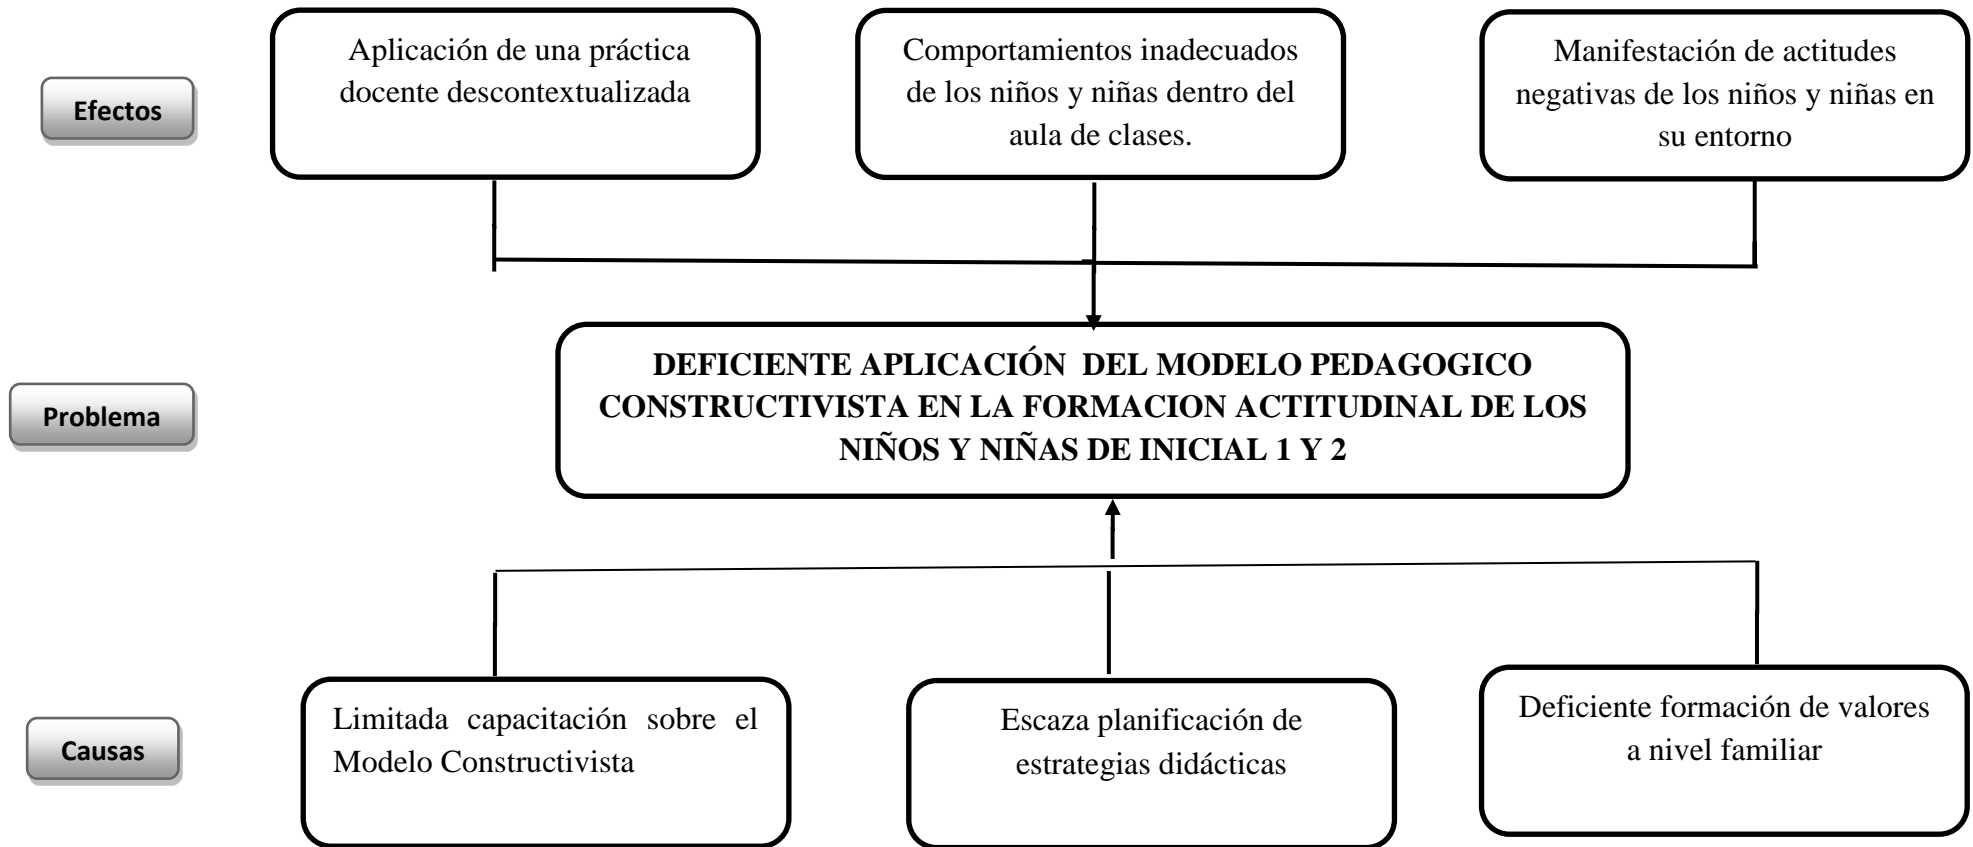 Efectos
Aplicación de una práctica
docente descontextualizada
Comportamientos inadecuados
de los niños y niñas dentro del
aula de clases.
Manifestación de actitudes
negativas de los niños y niñas en
su entorno
Problema
DEFICIENTE APLICACIÓN DEL MODELO PEDAGOGICO
CONSTRUCTIVISTA EN LA FORMACION ACTITUDINAL DE LOS
NIÑOS Y NIÑAS DE INICIAL 1 Y 2
Causas
Limitada capacitación sobre el
Modelo Constructivista
Escaza planificación de
estrategias didácticas
Deficiente formación de valores
a nivel familiar